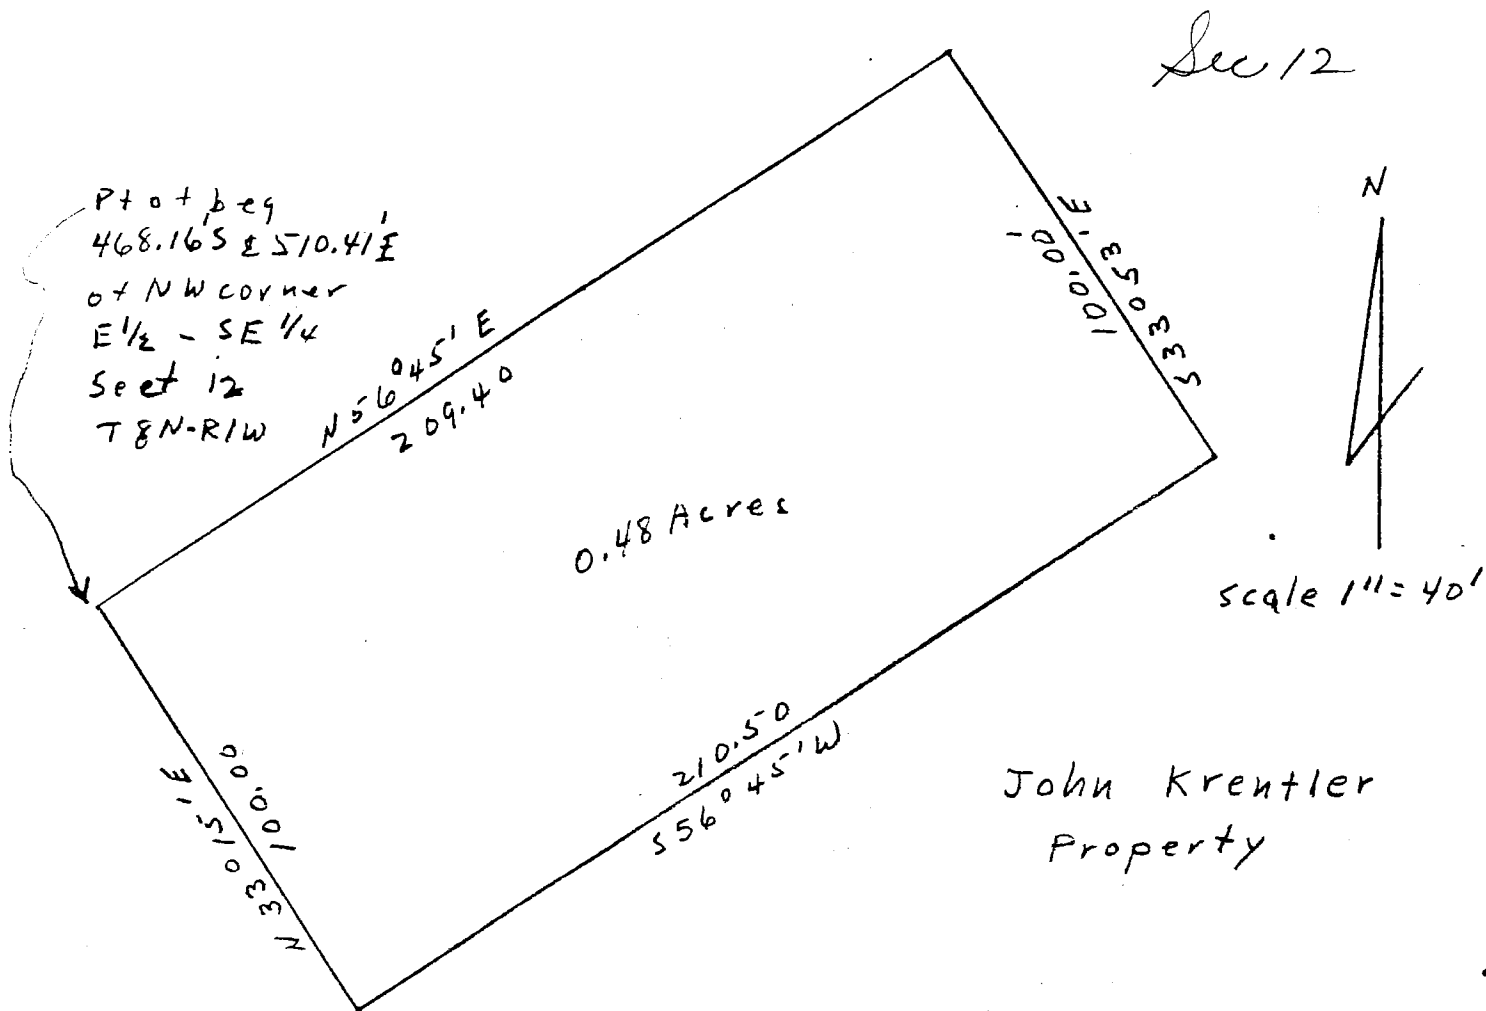 Sec 12
Pt of beg
468.16'S & 510.41'E
of NW corner
E 1/2 - SE 1/4
Sect 12
T8N-R1W
N 56°45' E
209.40
S33°53'E
100.00'
N
scale 1"=40'
0.48 Acres
N 33°15' E
100.00
210.50
S 56°45' W
John Krentler
Property